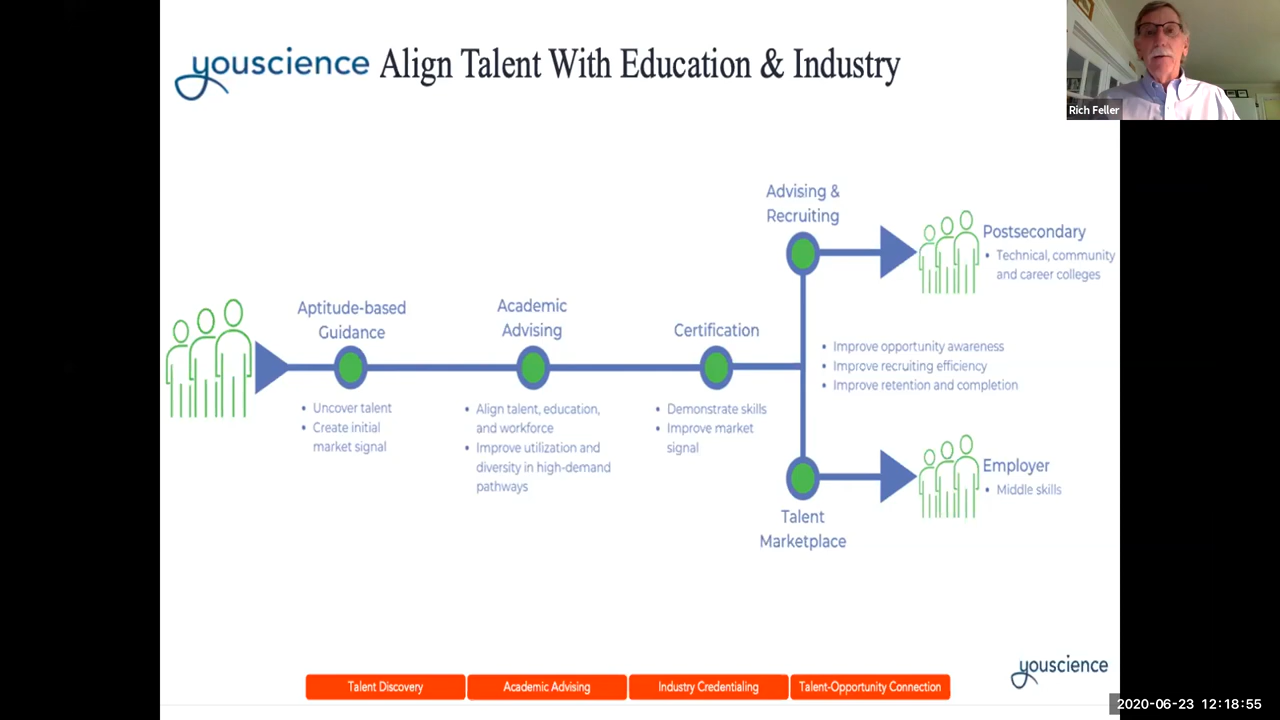 youscience Align Talent With Education & Industry
Rich Feller
Advising &
Recruiting
Postsecondary
• Technical, community
and career colleges
Aptitude-based
Guidance
Academic
Advising
Certification
• Improve opportunity awareness
• Improve recruiting efficiency
• Improve retention and completion
• Uncover talent
• Create initial
market signal
• Align talent, education,
and workforce
• Improve utilization and
diversity in high-demand
pathways
• Demonstrate skills
• Improve market
signal
Employer
• Middle skills
Talent
Marketplace
youscience
Talent Discovery
Academic Advising
Industry Credentialing
Talent-Opportunity Connection
2020-06-23 12:18:55